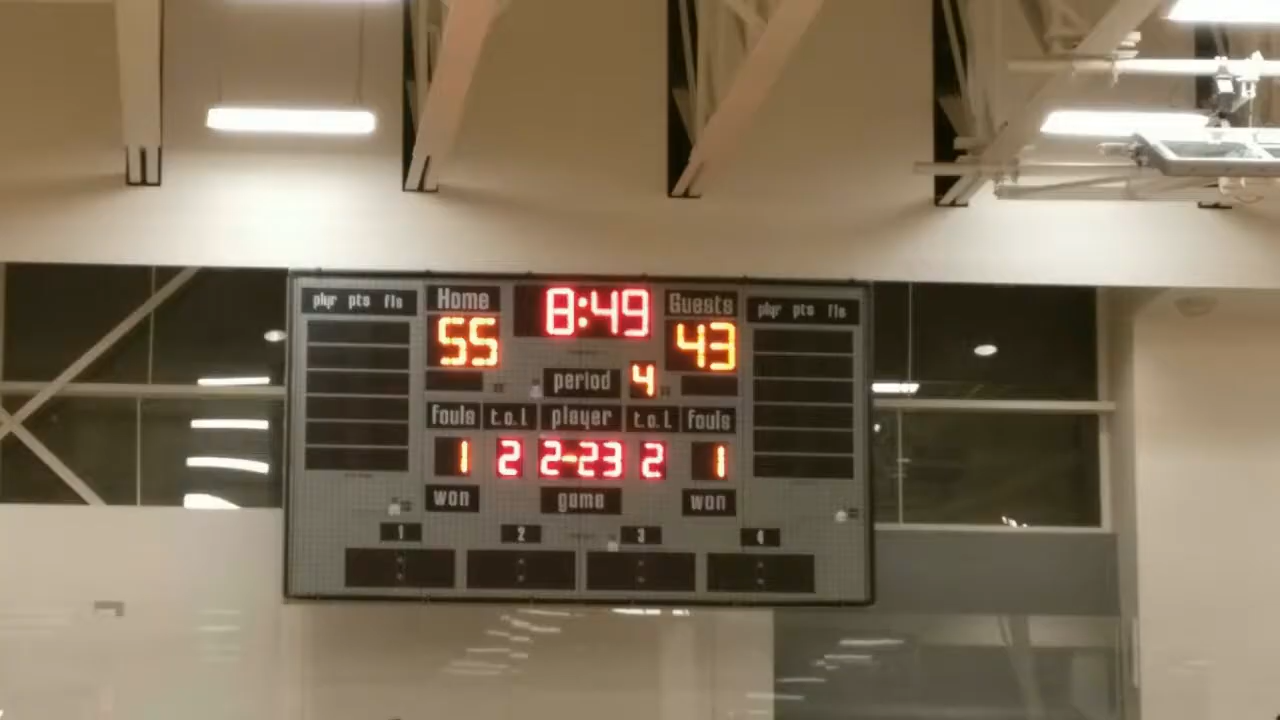 plyr pts fls Home 8:49 Guests plyr pts fls
55 43
period 4
fouls t.o.l player t.o.l fouls
1 2 2-23 2 1
won game won
1 2 3 4